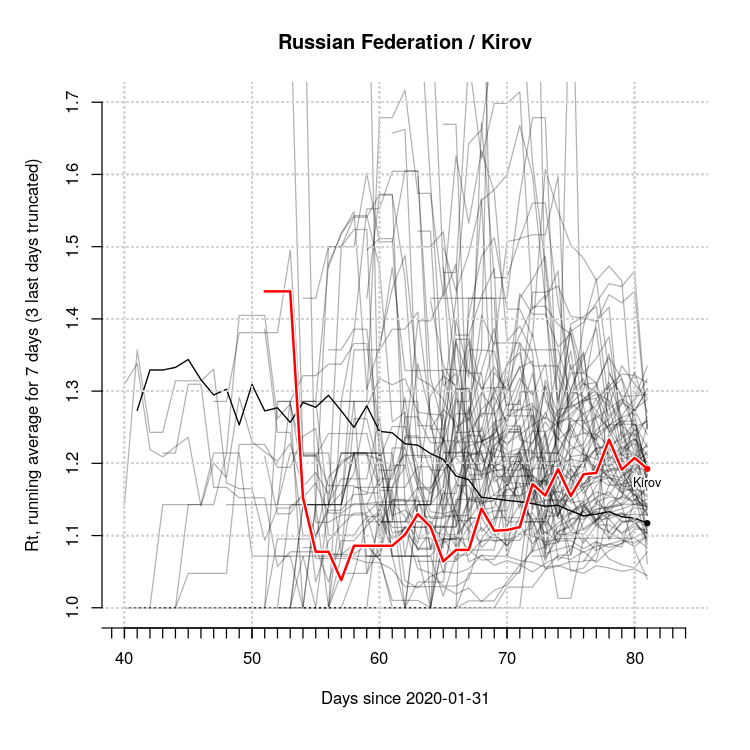 Russian Federation / Kirov
Rt, running average for 7 days (3 last days truncated)
1.7
1.6
1.5
1.4
1.3
1.2
1.1
1.0
Kirov
40 50 60 70 80
Days since 2020-01-31